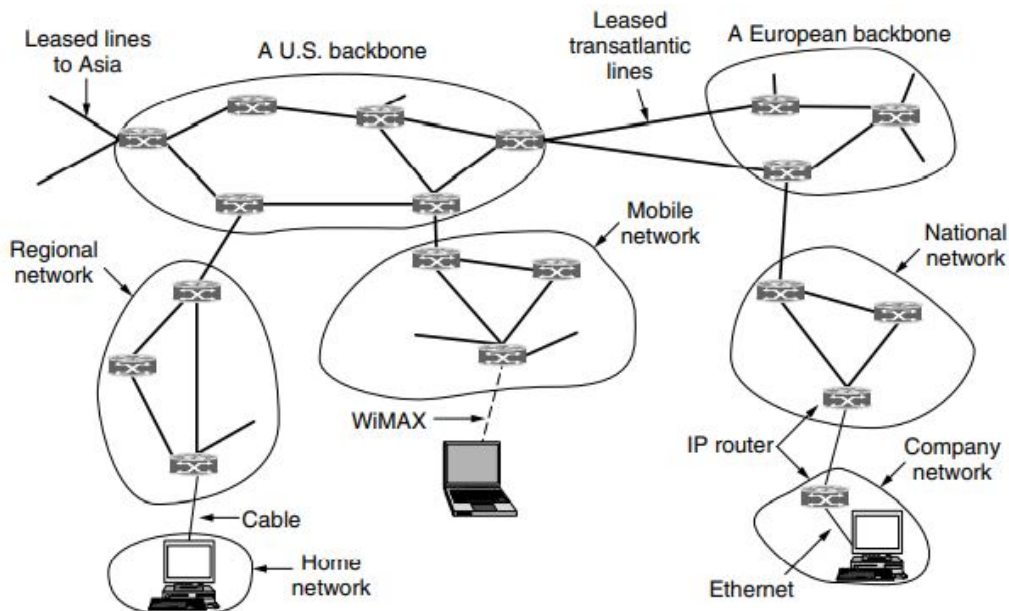 Leased lines
to Asia
A U.S. backbone
Leased
transatlantic
lines
A European backbone
Regional
network
Mobile
network
National
network
WiMAX
IP router
Company
network
Cable
Home
network
Ethernet